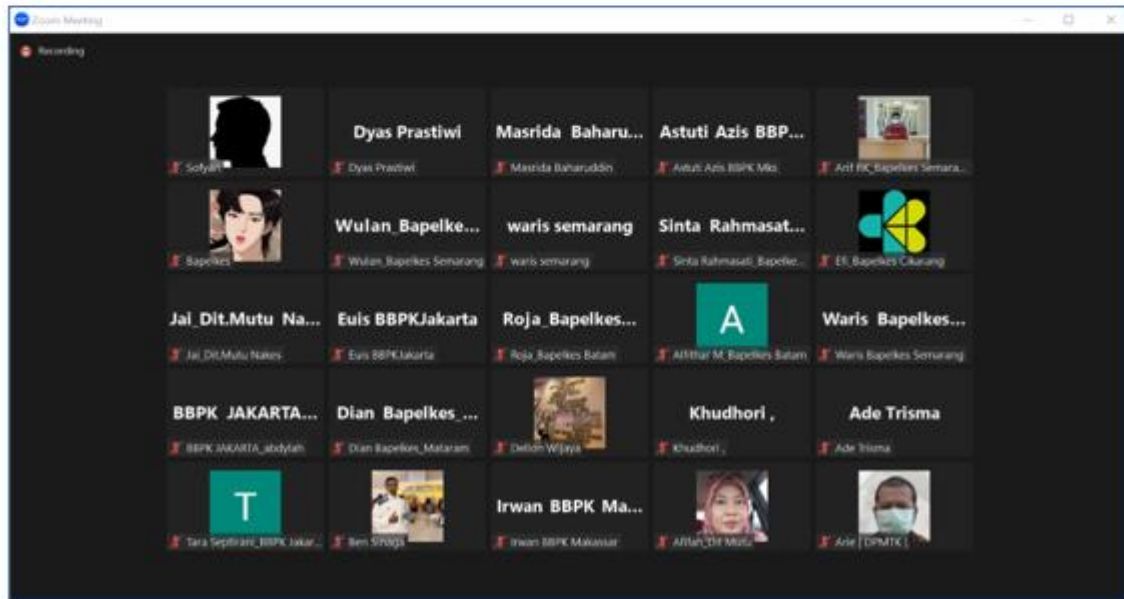 Zoom Meeting
Recording
Sofyan
Dyas Prastiwi
Dyas Prastiwi
Masrida Baharu...
Masrida Baharuddin
Astuti Azis BBP...
Astuti Azis BBPK Mks
Arif RK_Bapelkes Semara...
Bapelkes
Wulan_Bapelke...
Wulan_Bapelkes Semarang
waris semarang
waris semarang
Sinta Rahmasat...
Sinta Rahmasati_Bapelke...
Efi_Bapelkes Cikarang
Jai_Dit.Mutu Na...
Jai_Dit.Mutu Nakes
Euis BBPKJakarta
Euis BBPKJakarta
Roja_Bapelkes...
Roja_Bapelkes Batam
A
Alfithar M_Bapelkes Batam
Waris Bapelkes...
Waris Bapelkes Semarang
BBPK JAKARTA...
BBPK JAKARTA_abdylah
Dian Bapelkes_...
Dian Bapelkes_Mataram
Delion Wijaya
Khudhori ,
Khudhori ,
Ade Trisma
Ade Trisma
T
Tara Septirani_BBPK Jakar...
Ben Sinaga
Irwan BBPK Ma...
Irwan BBPK Makassar
Afifah_Dit Mutu
Arie [ DPMTK ]